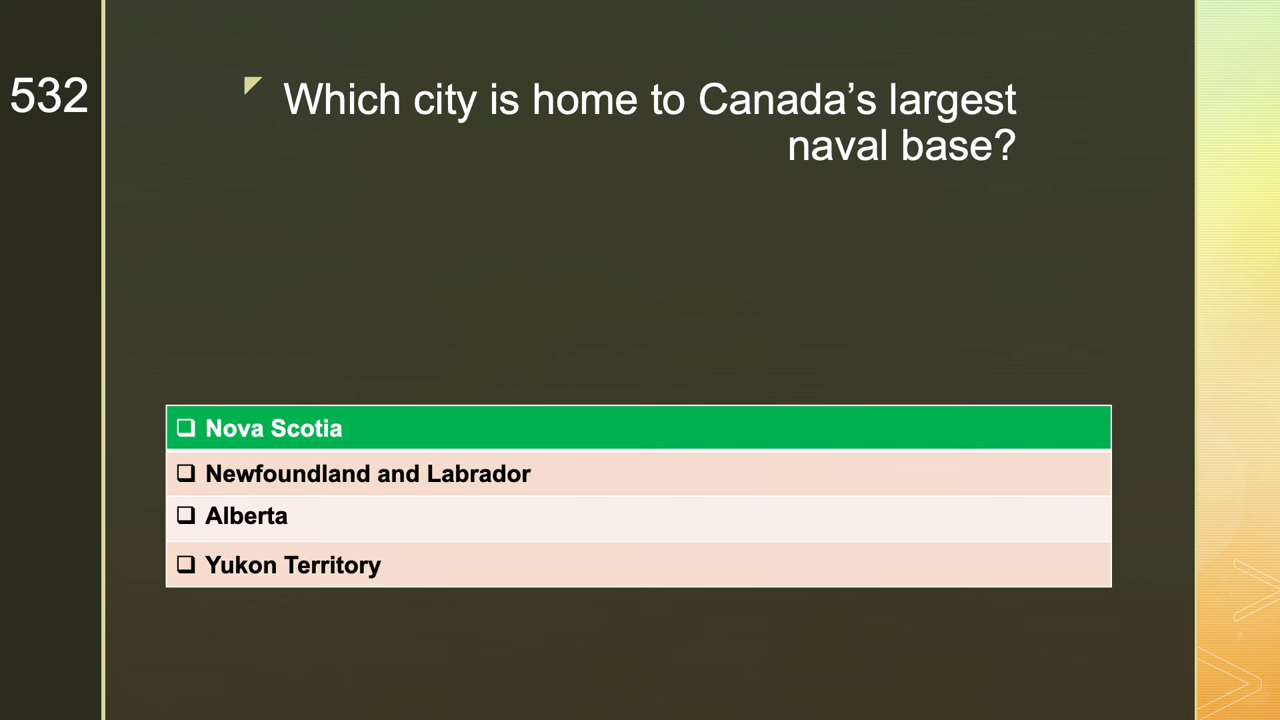 532
Which city is home to Canada’s largest
naval base?
❑ Nova Scotia
❑ Newfoundland and Labrador
❑ Alberta
❑ Yukon Territory